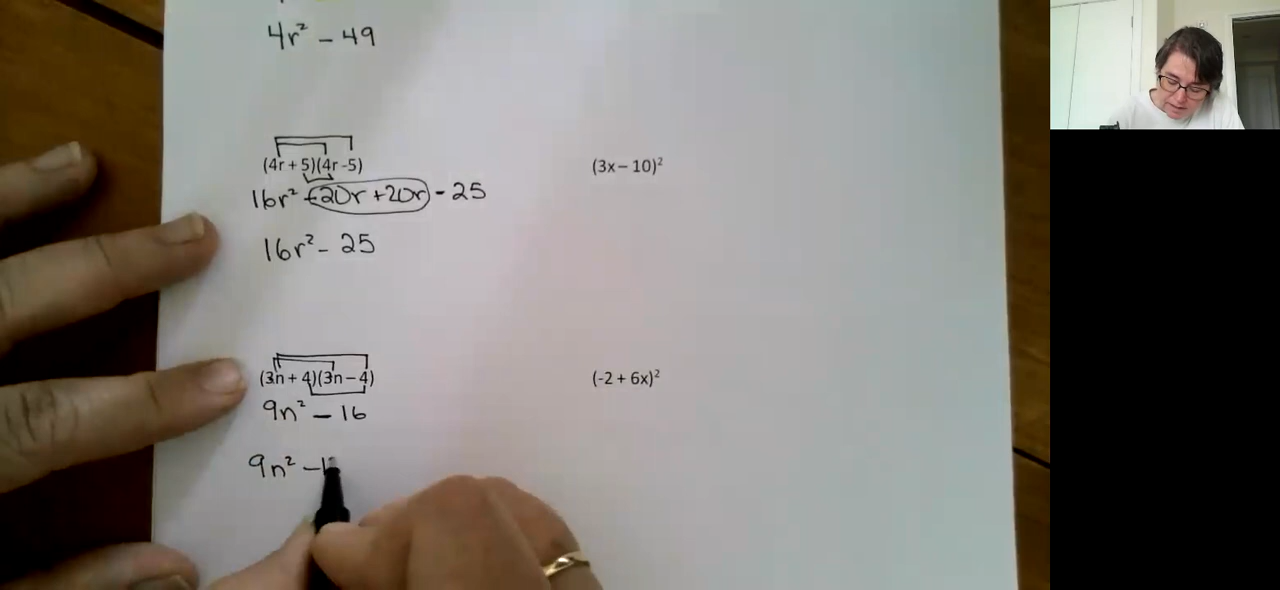 4r² - 49
(4r + 5)(4r -5)
16r² -20r +20r - 25
16r² - 25
(3n + 4)(3n – 4)
9n² - 16
9n² -1
(3x – 10)²
(-2 + 6x)²